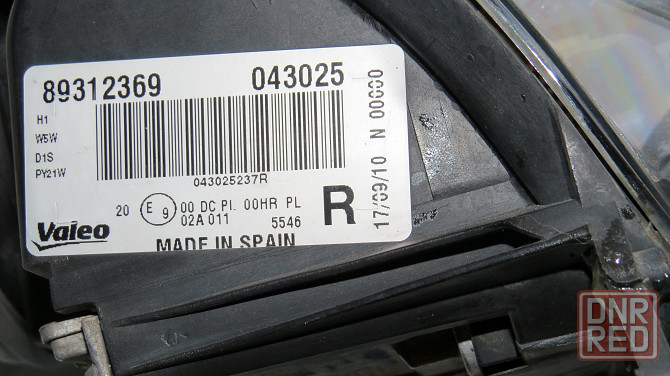 89312369 043025
H1
W5W
D1S
PY21W
043025237R
20 E 9 00 DC PL 00HR PL
02A 011 5546
R
Valeo
MADE IN SPAIN
17/09/10 N 00000
DNR
RED